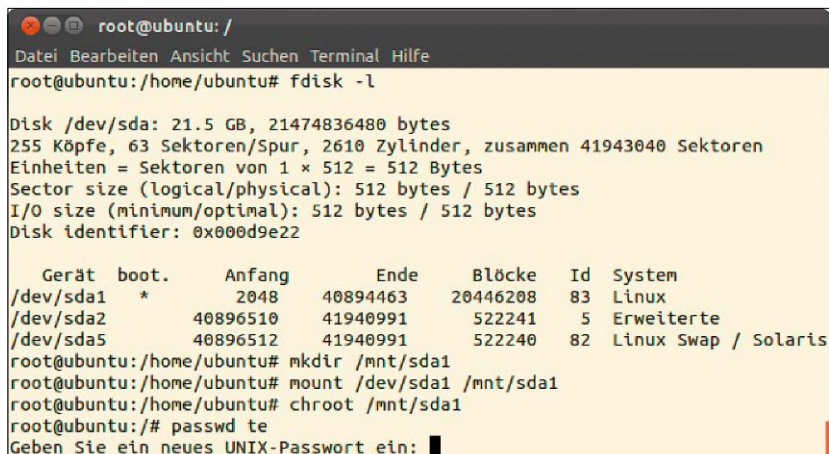 root@ubuntu: /
Datei Bearbeiten Ansicht Suchen Terminal Hilfe
root@ubuntu:/home/ubuntu# fdisk -l
Disk /dev/sda: 21.5 GB, 21474836480 bytes
255 Köpfe, 63 Sektoren/Spur, 2610 Zylinder, zusammen 41943040 Sektoren
Einheiten = Sektoren von 1 × 512 = 512 Bytes
Sector size (logical/physical): 512 bytes / 512 bytes
I/O size (minimum/optimal): 512 bytes / 512 bytes
Disk identifier: 0x000d9e22
Gerät boot. Anfang Ende Blöcke Id System
/dev/sda1 * 2048 40894463 20446208 83 Linux
/dev/sda2 40896510 41940991 522241 5 Erweiterte
/dev/sda5 40896512 41940991 522240 82 Linux Swap / Solaris
root@ubuntu:/home/ubuntu# mkdir /mnt/sda1
root@ubuntu:/home/ubuntu# mount /dev/sda1 /mnt/sda1
root@ubuntu:/home/ubuntu# chroot /mnt/sda1
root@ubuntu:/# passwd te
Geben Sie ein neues UNIX-Passwort ein: